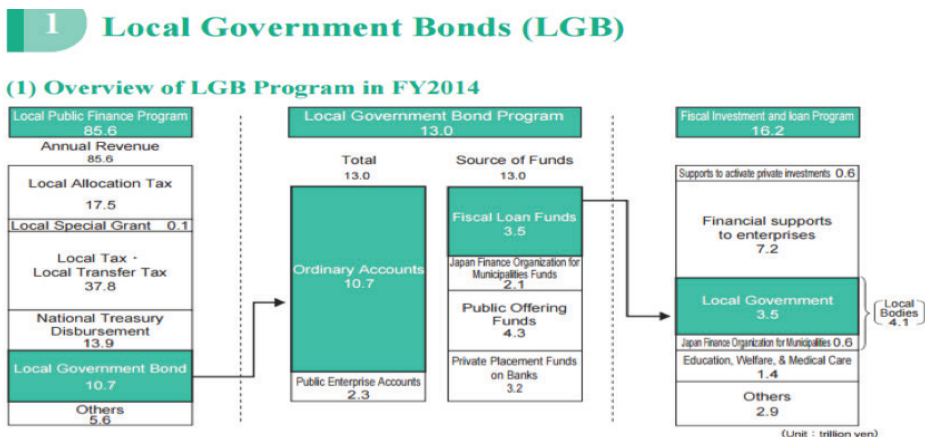 1 Local Government Bonds (LGB)
(1) Overview of LGB Program in FY2014
Local Public Finance Program
85.6
Annual Revenue
85.6
Local Allocation Tax
17.5
Local Special Grant 0.1
Local Tax・
Local Transfer Tax
37.8
National Treasury
Disbursement
13.9
Local Government Bond
10.7
Others
5.6
Local Government Bond Program
13.0
Total
13.0
Ordinary Accounts
10.7
Public Enterprise Accounts
2.3
Source of Funds
13.0
Fiscal Loan Funds
3.5
Japan Finance Organization for
Municipalities Funds
2.1
Public Offering
Funds
4.3
Private Placement Funds
on Banks
3.2
Fiscal Investment and loan Program
16.2
Supports to activate private investments 0.6
Financial supports
to enterprises
7.2
Local Government
3.5
Japan Finance Organization for Municipalities 0.6
Local
Bodies
4.1
Education, Welfare, & Medical Care
1.4
Others
2.9
(Unit : trillion yen)